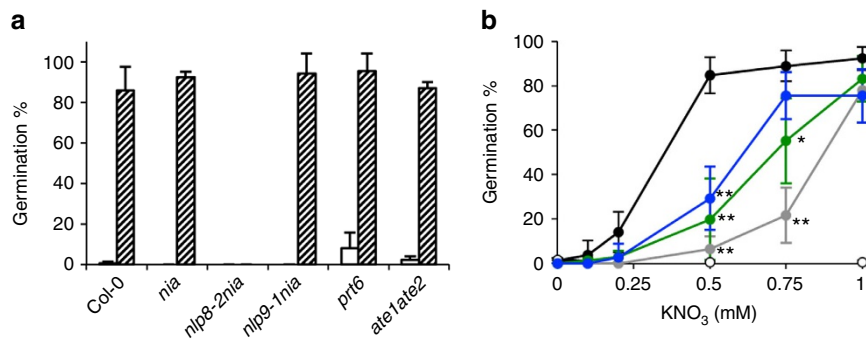 a
Germination %
100
80
60
40
20
0
Col-0
nia
nlp8-2nia
nlp9-1nia
prt6
ate1ate2
b
Germination %
100
80
60
40
20
0
**
**
**
*
**
0
0.25
0.5
0.75
1
KNO3 (mM)